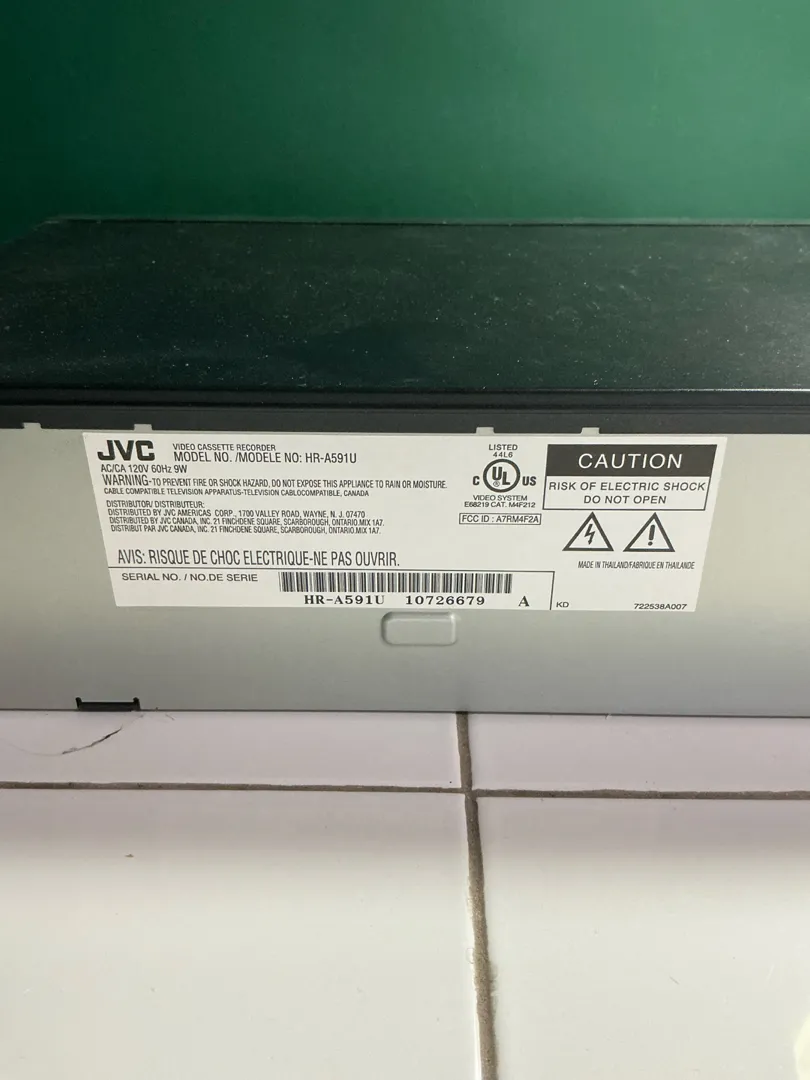 JVC
VIDEO CASSETTE RECORDER
MODEL NO. /MODELE NO: HR-A591U
AC/CA 120V 60Hz 9W
WARNING-TO PREVENT FIRE OR SHOCK HAZARD, DO NOT EXPOSE THIS APPLIANCE TO RAIN OR MOISTURE.
CABLE COMPATIBLE TELEVISION APPARATUS-TELEVISION CABLOCOMPATIBLE, CANADA
DISTRIBUTOR/ DISTRIBUTEUR:
DISTRIBUTED BY JVC AMERICAS CORP., 1700 VALLEY ROAD, WAYNE, N. J. 07470
DISTRIBUTED BY JVC CANADA, INC. 21 FINCHDENE SQUARE, SCARBOROUGH, ONTARIO.MIX 1A7.
DISTRIBUT PAR JVC CANADA, INC. 21 FINCHDENE SQUARE, SCARBOROUGH, ONTARIO.MIX 1A7.
AVIS: RISQUE DE CHOC ELECTRIQUE-NE PAS OUVRIR.
SERIAL NO. / NO.DE SERIE
HR-A591U 10726679 A
LISTED
44L6
C UL US
VIDEO SYSTEM
E68219 CAT. M4F212
FCC ID : A7RM4F2A
CAUTION
RISK OF ELECTRIC SHOCK
DO NOT OPEN
MADE IN THAILAND/FABRIQUE EN THAILANDE
KD
722538A007